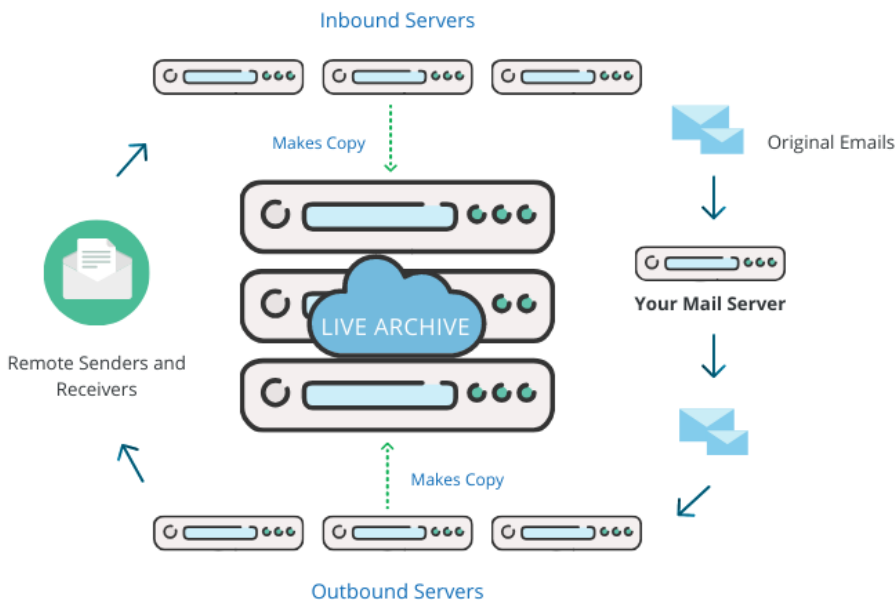 Inbound Servers
Makes Copy
Original Emails
Your Mail Server
LIVE ARCHIVE
Remote Senders and
Receivers
Makes Copy
Outbound Servers